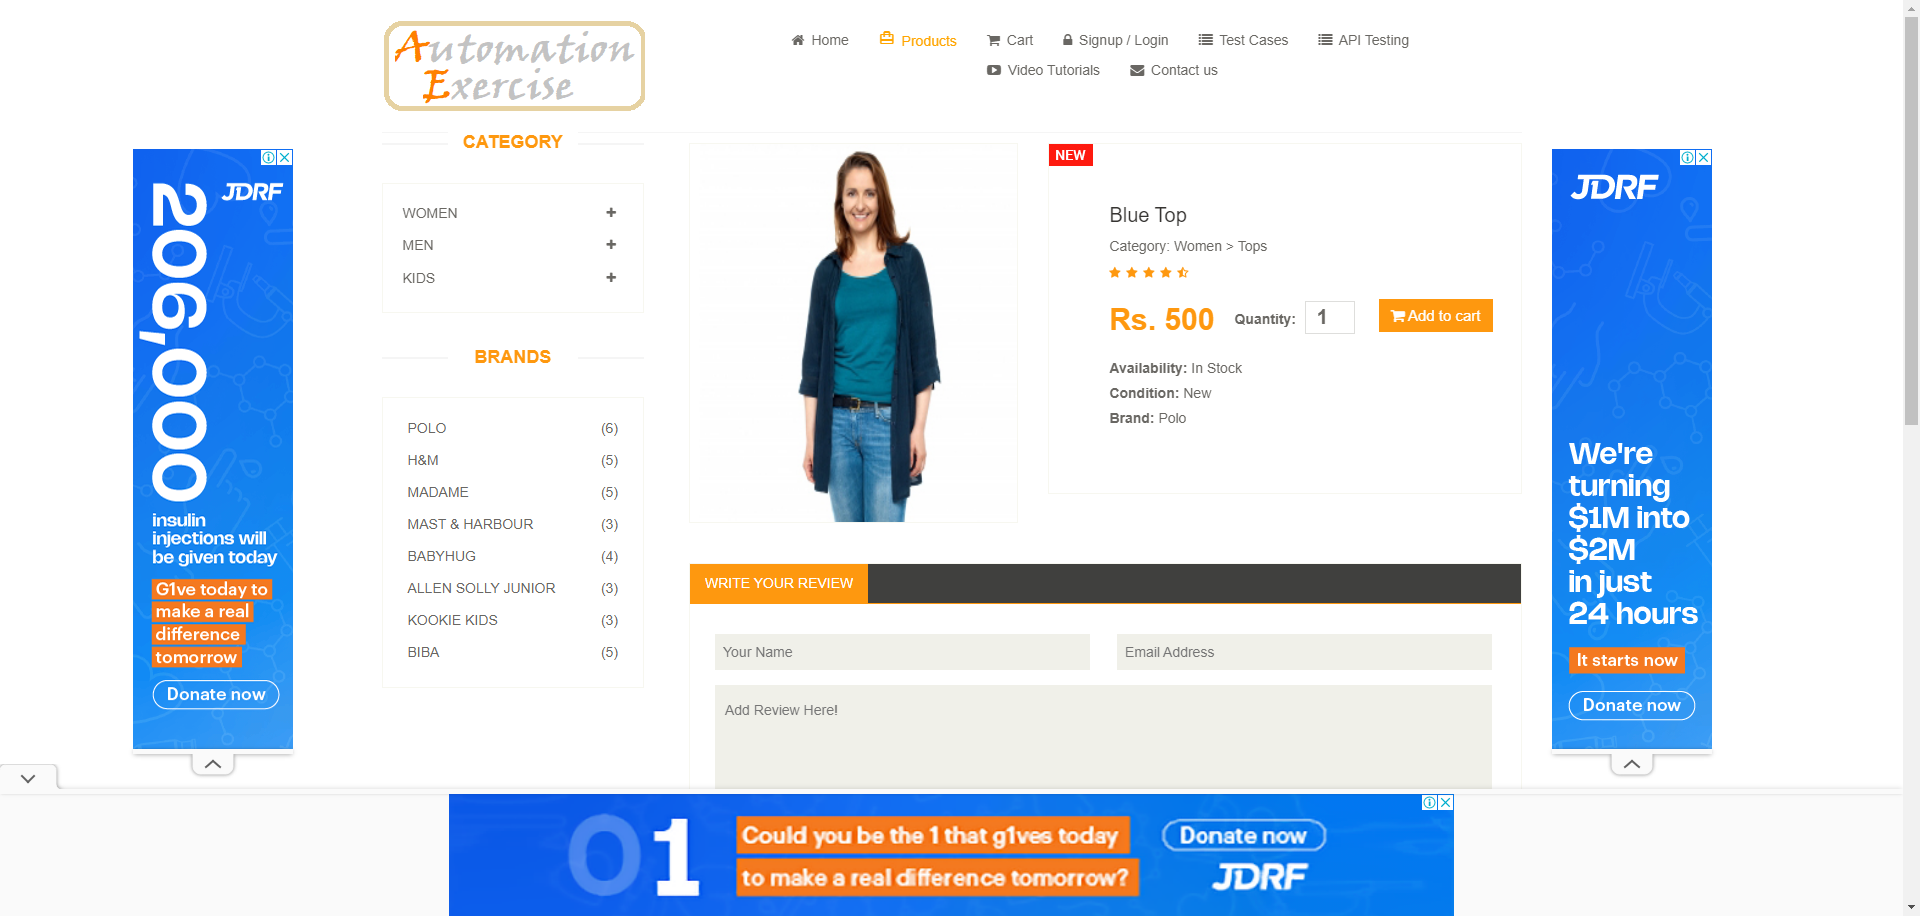 Automation
Exercise
Home
Products
Cart
Signup / Login
Test Cases
API Testing
Video Tutorials
Contact us
CATEGORY
WOMEN
MEN
KIDS
BRANDS
POLO (6)
H&M (5)
MADAME (5)
MAST & HARBOUR (3)
BABYHUG (4)
ALLEN SOLLY JUNIOR (3)
KOOKIE KIDS (3)
BIBA (5)
NEW
Blue Top
Category: Women > Tops
Rs. 500 Quantity: 1 Add to cart
Availability: In Stock
Condition: New
Brand: Polo
WRITE YOUR REVIEW
Your Name
Email Address
Add Review Here!
JDRF
206,000
insulin
injections will
be given today
G1ve today to
make a real
difference
tomorrow
Donate now
JDRF
We're
turning
$1M into
$2M
in just
24 hours
It starts now
Donate now
01
Could you be the 1 that g1ves today
to make a real difference tomorrow?
Donate now
JDRF